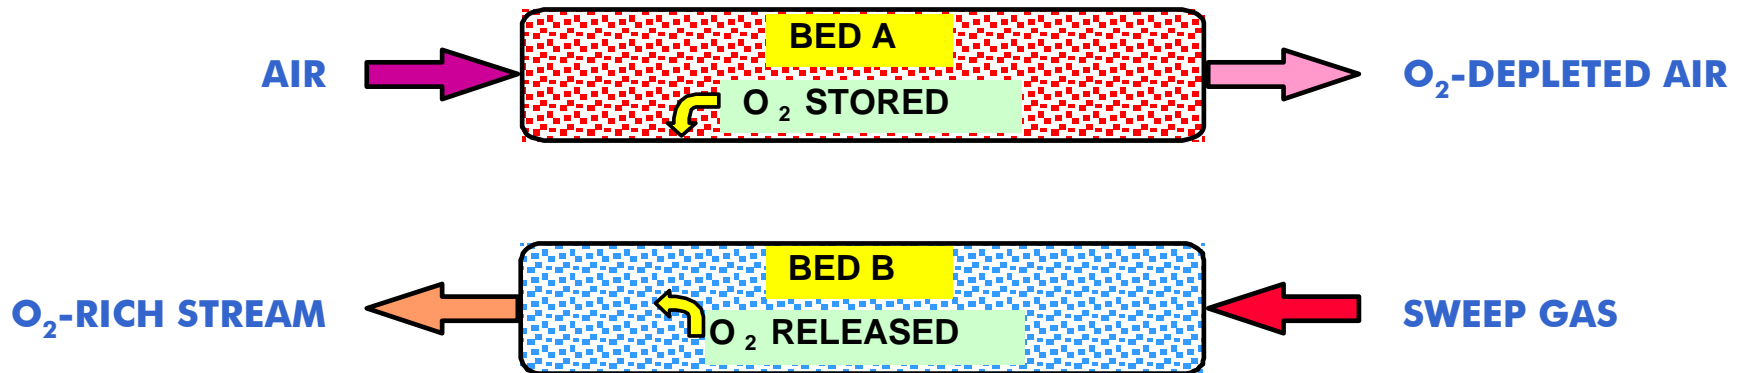 BED A
AIR
O₂-DEPLETED AIR
O ₂ STORED
BED B
O₂-RICH STREAM
SWEEP GAS
O ₂ RELEASED